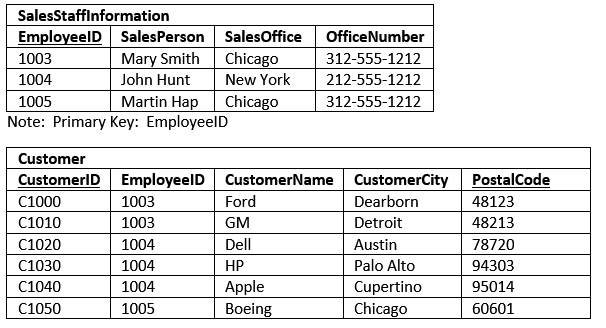 SalesStaffInformation
EmployeeID SalesPerson SalesOffice OfficeNumber
1003 Mary Smith Chicago 312-555-1212
1004 John Hunt New York 212-555-1212
1005 Martin Hap Chicago 312-555-1212
Note: Primary Key: EmployeeID
Customer
CustomerID EmployeeID CustomerName CustomerCity PostalCode
C1000 1003 Ford Dearborn 48123
C1010 1003 GM Detroit 48213
C1020 1004 Dell Austin 78720
C1030 1004 HP Palo Alto 94303
C1040 1004 Apple Cupertino 95014
C1050 1005 Boeing Chicago 60601